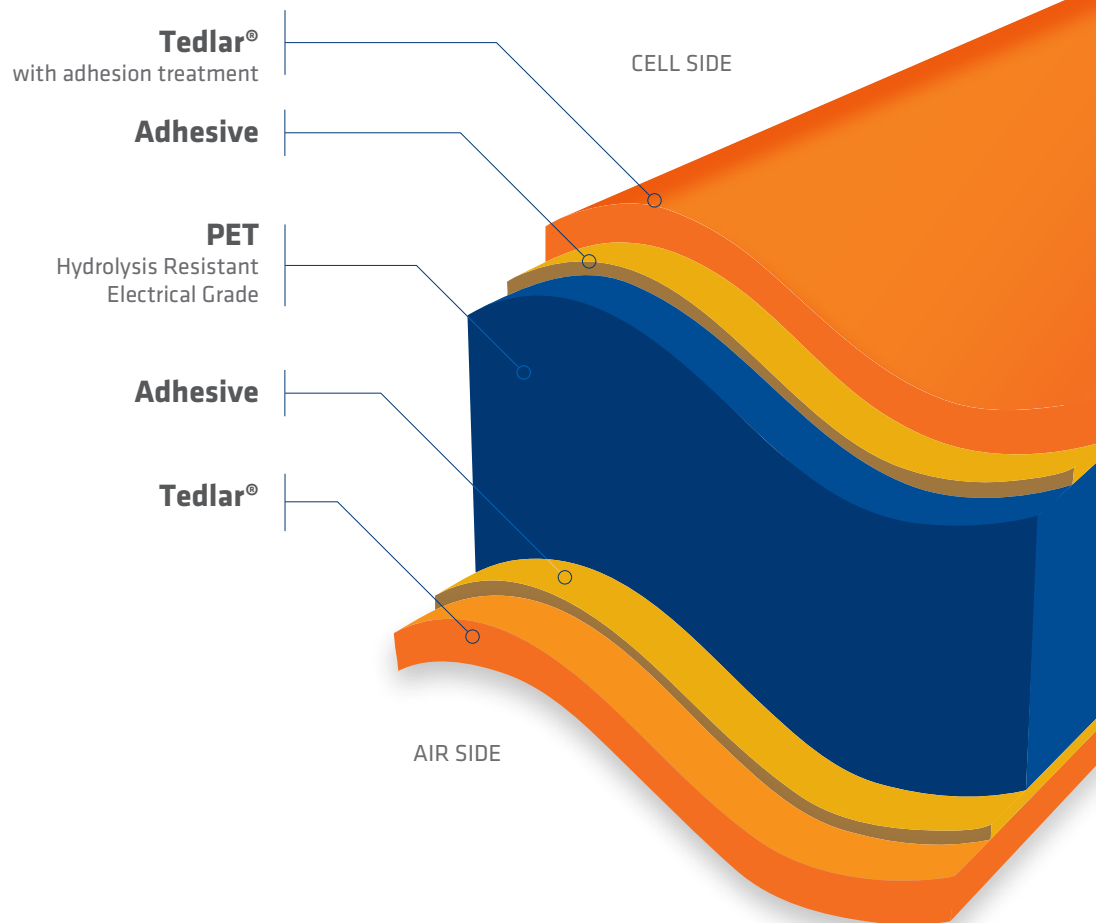 Tedlar®
with adhesion treatment
CELL SIDE
Adhesive
PET
Hydrolysis Resistant
Electrical Grade
Adhesive
Tedlar®
AIR SIDE